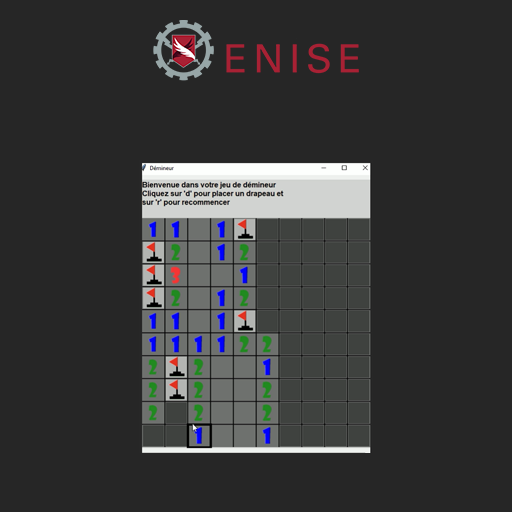 ENISE
Démineur
Bienvenue dans votre jeu de démineur
Cliquez sur 'd' pour placer un drapeau et
sur 'r' pour recommencer
1 1 1
2 1 2
3 1
2 1 2
1 1 1
1 1 1 1 2 2
2 2 1
2 2 2
2 2 2
1 1